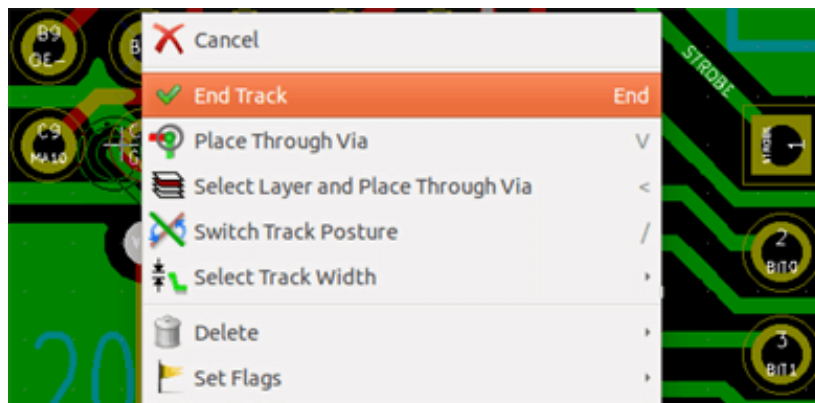 B9
GE-
B
Cancel
STROBE
End Track End
Place Through Via V
C9
MA10
1
STROBE
Select Layer and Place Through Via <
Switch Track Posture /
2
BIT0
Select Track Width
Delete
3
BIT1
Set Flags
20